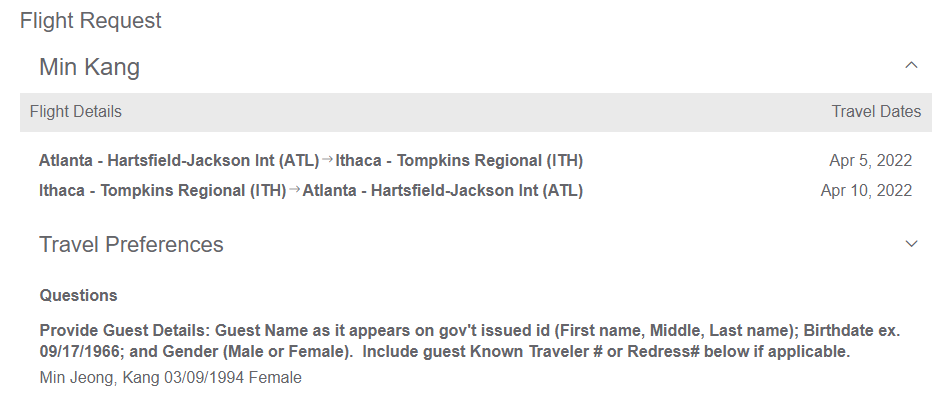 Flight Request
Min Kang
Flight Details Travel Dates
Atlanta - Hartsfield-Jackson Int (ATL)→Ithaca - Tompkins Regional (ITH) Apr 5, 2022
Ithaca - Tompkins Regional (ITH)→Atlanta - Hartsfield-Jackson Int (ATL) Apr 10, 2022
Travel Preferences
Questions
Provide Guest Details: Guest Name as it appears on gov't issued id (First name, Middle, Last name); Birthdate ex.
09/17/1966; and Gender (Male or Female).  Include guest Known Traveler # or Redress# below if applicable.
Min Jeong, Kang 03/09/1994 Female